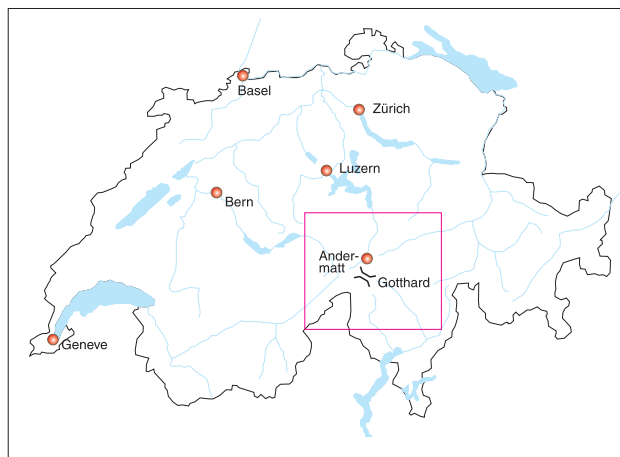 Basel
Zürich
Luzern
Bern
Ander-
matt
Gotthard
Geneve